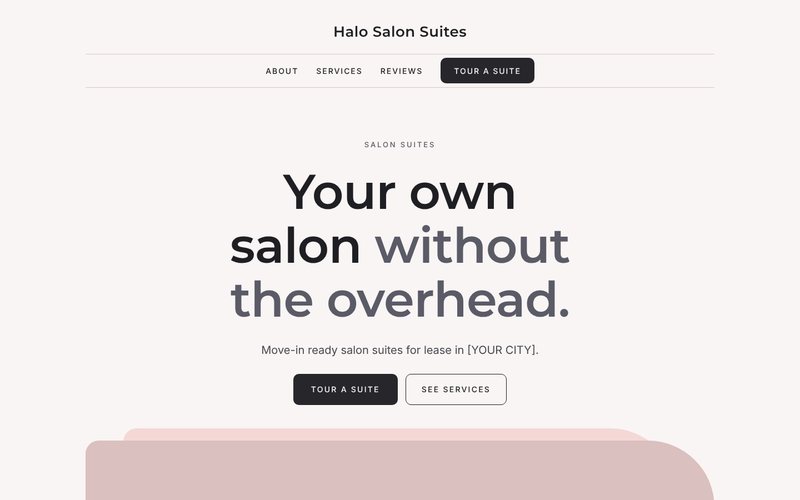 Halo Salon Suites
ABOUT SERVICES REVIEWS TOUR A SUITE
SALON SUITES
Your own
salon without
the overhead.
Move-in ready salon suites for lease in [YOUR CITY].
TOUR A SUITE SEE SERVICES